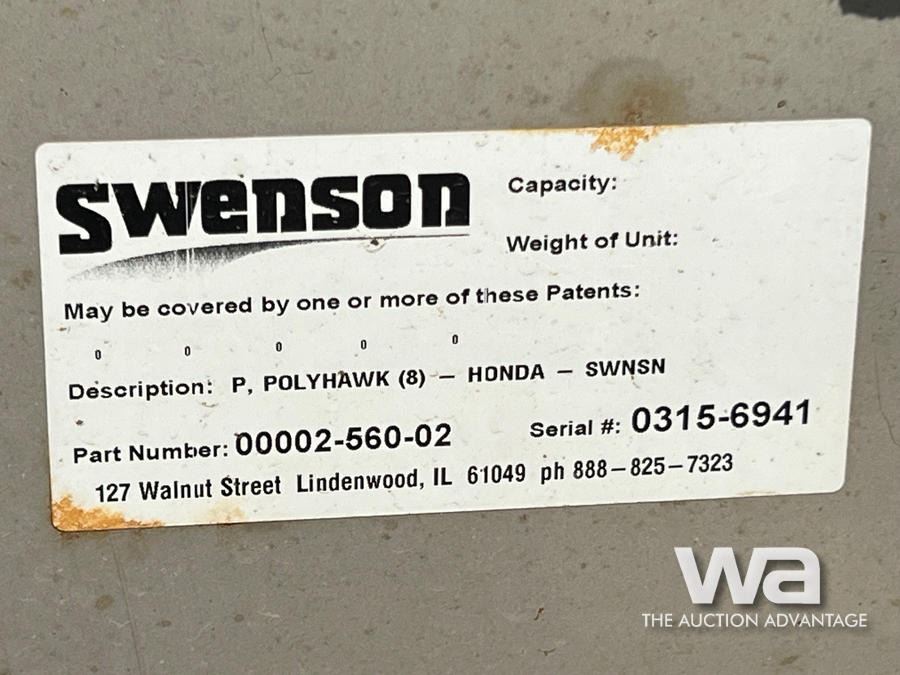 Swenson
Capacity:
Weight of Unit:
May be covered by one or more of these Patents:
0 0 0 0 0
Description: P, POLYHAWK (8) – HONDA – SWNSN
Part Number: 00002-560-02 Serial #: 0315-6941
127 Walnut Street Lindenwood, IL 61049 ph 888–825–7323
wa
THE AUCTION ADVANTAGE